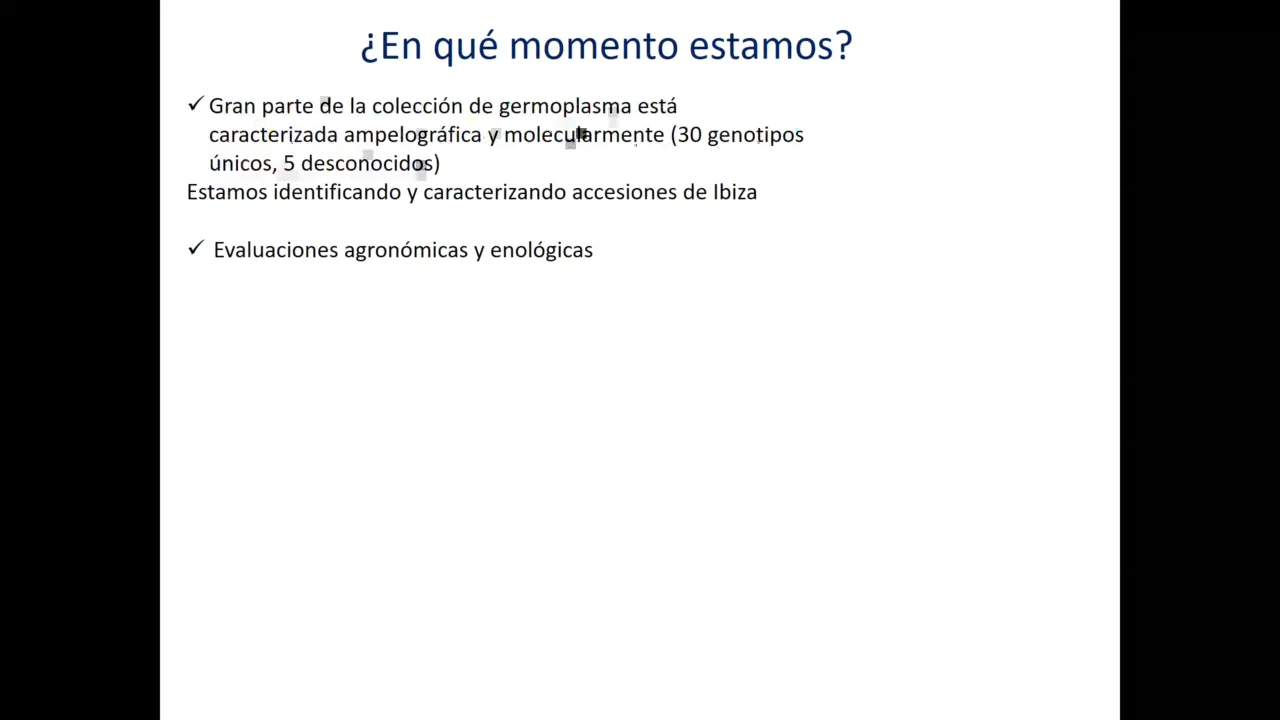 ¿En qué momento estamos?
✓ Gran parte de la colección de germoplasma está
caracterizada ampelográfica y molecularmente (30 genotipos
únicos, 5 desconocidos)
Estamos identificando y caracterizando accesiones de Ibiza
✓ Evaluaciones agronómicas y enológicas